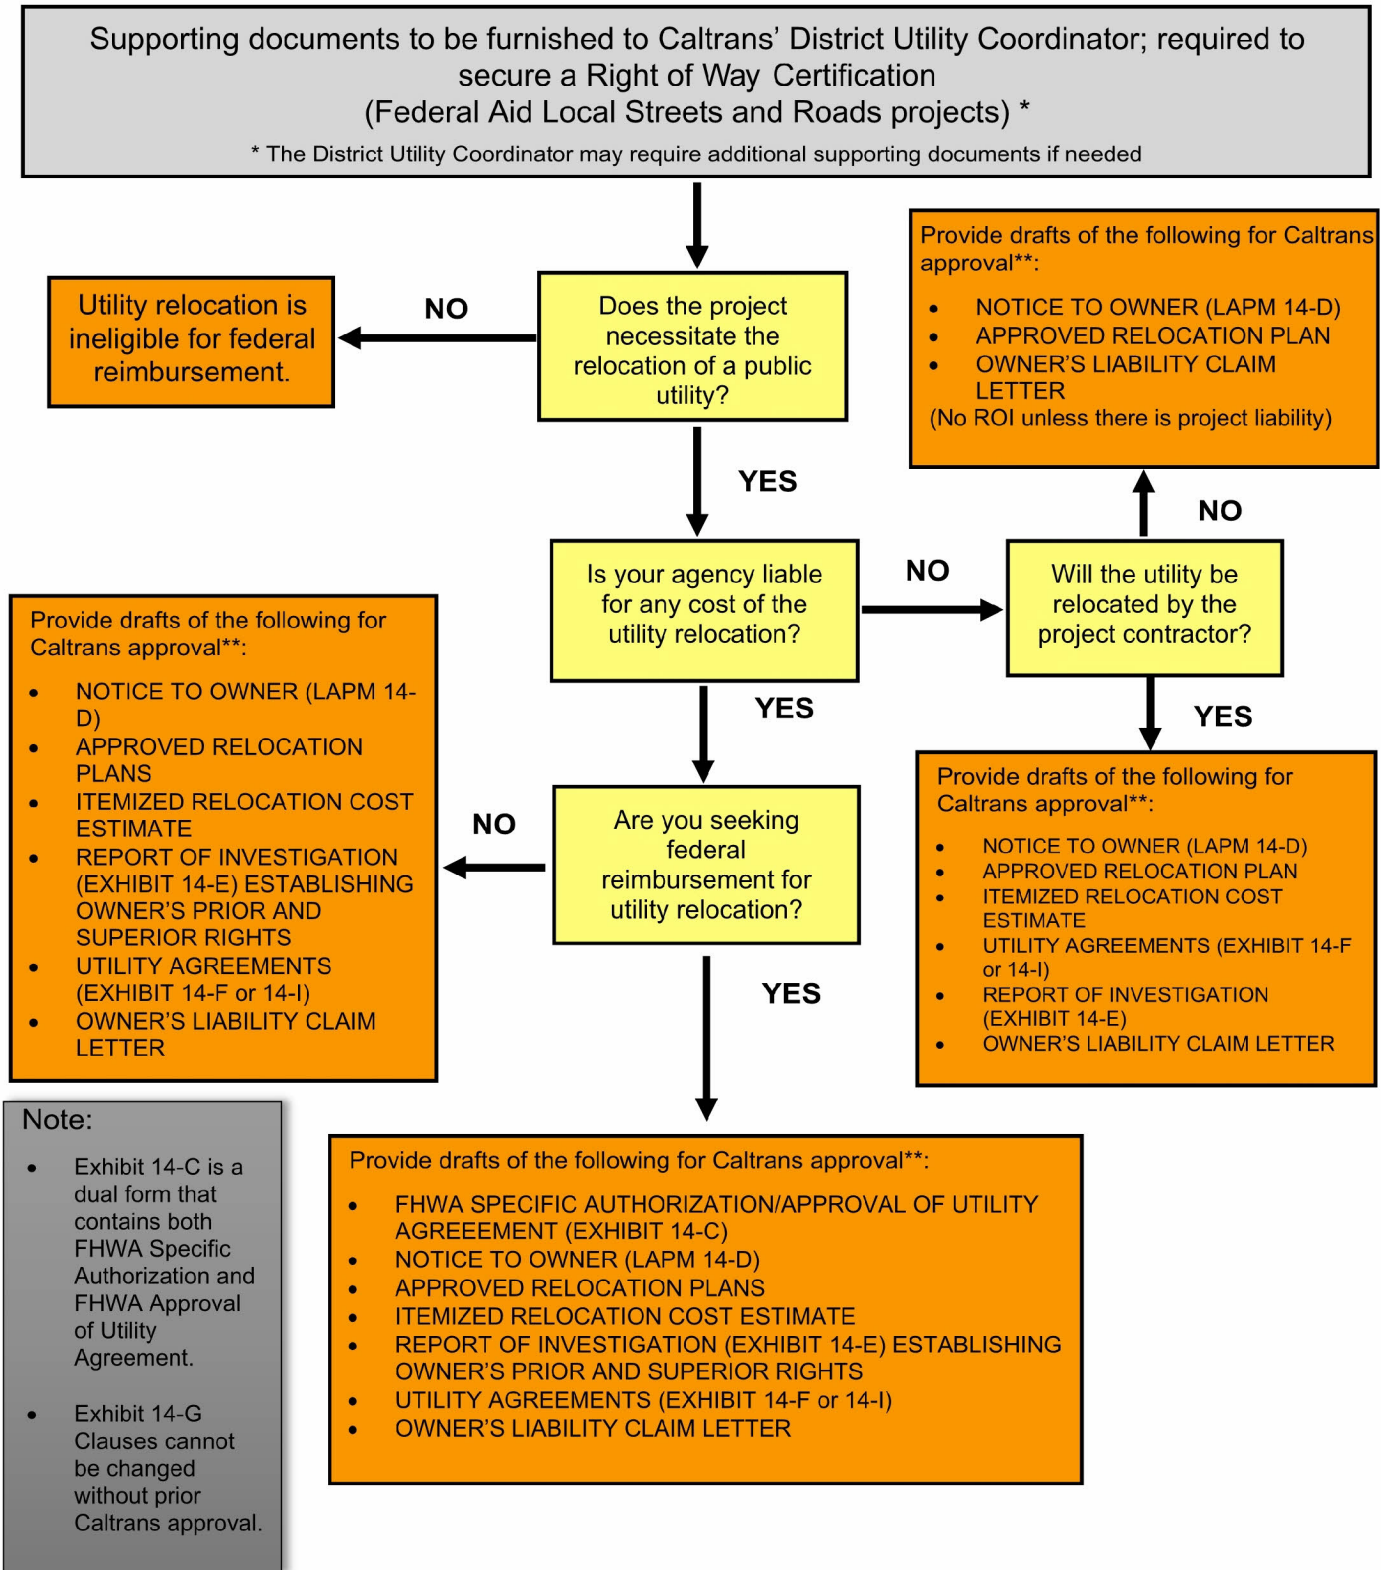 Supporting documents to be furnished to Caltrans’ District Utility Coordinator; required to
secure a Right of Way Certification
(Federal Aid Local Streets and Roads projects) *
* The District Utility Coordinator may require additional supporting documents if needed
Does the project
necessitate the
relocation of a public
utility?
NO
Utility relocation is
ineligible for federal
reimbursement.
YES
Is your agency liable
for any cost of the
utility relocation?
NO
Will the utility be
relocated by the
project contractor?
NO
Provide drafts of the following for Caltrans
approval**:
• NOTICE TO OWNER (LAPM 14-D)
• APPROVED RELOCATION PLAN
• OWNER’S LIABILITY CLAIM
LETTER
(No ROI unless there is project liability)
YES
Provide drafts of the following for
Caltrans approval**:
• NOTICE TO OWNER (LAPM 14-D)
• APPROVED RELOCATION PLAN
• ITEMIZED RELOCATION COST
ESTIMATE
• UTILITY AGREEMENTS (EXHIBIT 14-F
or 14-I)
• REPORT OF INVESTIGATION
(EXHIBIT 14-E)
• OWNER’S LIABILITY CLAIM LETTER
YES
Are you seeking
federal
reimbursement for
utility relocation?
NO
Provide drafts of the following for
Caltrans approval**:
• NOTICE TO OWNER (LAPM 14-
D)
• APPROVED RELOCATION
PLANS
• ITEMIZED RELOCATION COST
ESTIMATE
• REPORT OF INVESTIGATION
(EXHIBIT 14-E) ESTABLISHING
OWNER’S PRIOR AND
SUPERIOR RIGHTS
• UTILITY AGREEMENTS
(EXHIBIT 14-F or 14-I)
• OWNER’S LIABILITY CLAIM
LETTER
YES
Provide drafts of the following for Caltrans approval**:
• FHWA SPECIFIC AUTHORIZATION/APPROVAL OF UTILITY
AGREEEMENT (EXHIBIT 14-C)
• NOTICE TO OWNER (LAPM 14-D)
• APPROVED RELOCATION PLANS
• ITEMIZED RELOCATION COST ESTIMATE
• REPORT OF INVESTIGATION (EXHIBIT 14-E) ESTABLISHING
OWNER’S PRIOR AND SUPERIOR RIGHTS
• UTILITY AGREEMENTS (EXHIBIT 14-F or 14-I)
• OWNER’S LIABILITY CLAIM LETTER
Note:
• Exhibit 14-C is a
dual form that
contains both
FHWA Specific
Authorization and
FHWA Approval
of Utility
Agreement.
• Exhibit 14-G
Clauses cannot
be changed
without prior
Caltrans approval.